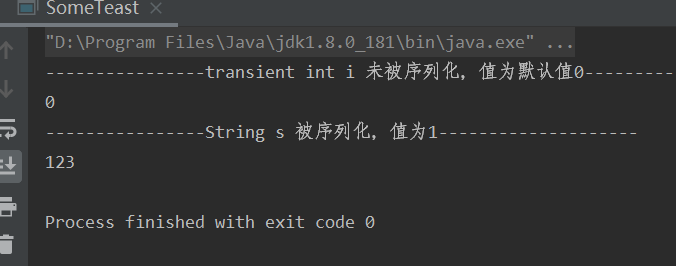 SomeTeast
"D:\Program Files\Java\jdk1.8.0_181\bin\java.exe" ...
----------------transient int i 未被序列化，值为默认值0---------
0
----------------String s 被序列化，值为1--------------------
123
Process finished with exit code 0